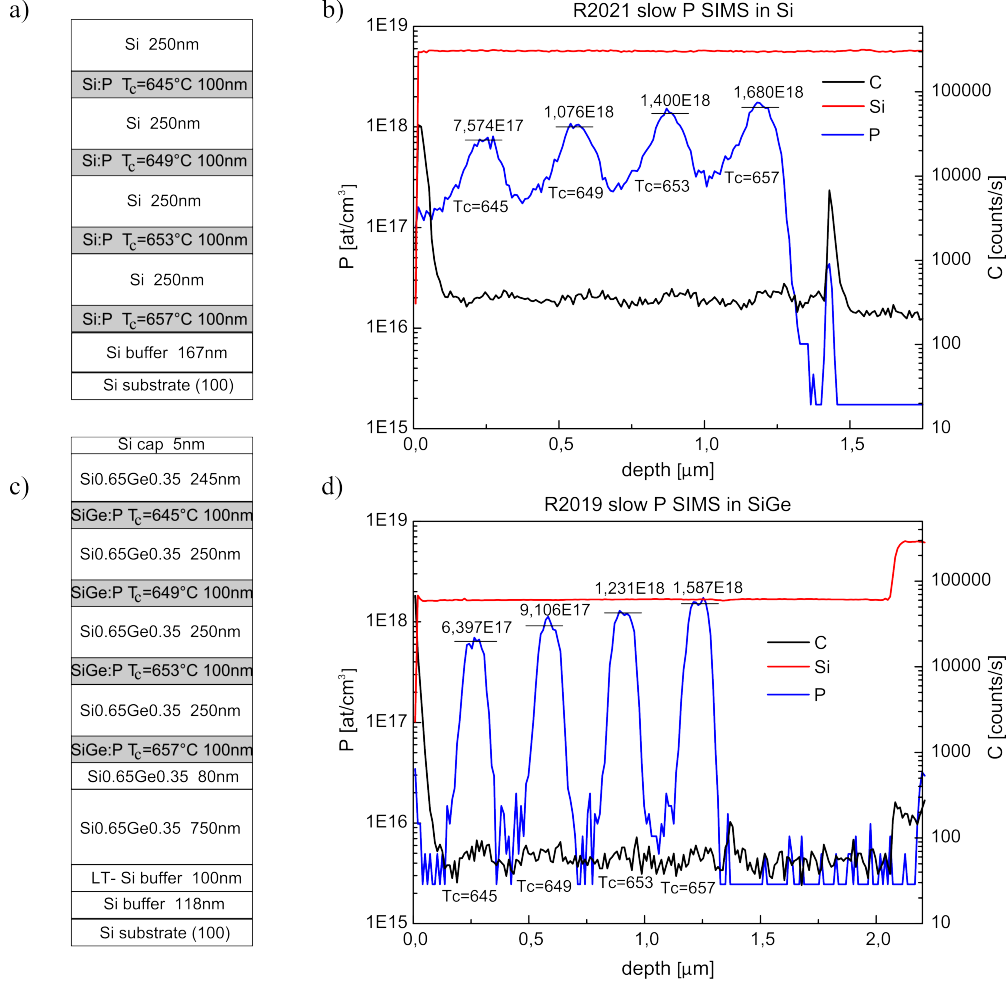 a)
Si 250nm
Si:P Tc=645°C 100nm
Si 250nm
Si:P Tc=649°C 100nm
Si 250nm
Si:P Tc=653°C 100nm
Si 250nm
Si:P Tc=657°C 100nm
Si buffer 167nm
Si substrate (100)
b)
R2021 slow P SIMS in Si
1E19
1E18
1E17
1E16
1E15
P [at/cm³]
7,574E17
1,076E18
1,400E18
1,680E18
Tc=645
Tc=649
Tc=653
Tc=657
C
Si
P
100000
10000
1000
100
10
C [counts/s]
0,0
0,5
1,0
1,5
depth [μm]
c)
Si cap 5nm
Si0.65Ge0.35 245nm
SiGe:P Tc=645°C 100nm
Si0.65Ge0.35 250nm
SiGe:P Tc=649°C 100nm
Si0.65Ge0.35 250nm
SiGe:P Tc=653°C 100nm
Si0.65Ge0.35 250nm
SiGe:P Tc=657°C 100nm
Si0.65Ge0.35 80nm
Si0.65Ge0.35 750nm
LT- Si buffer 100nm
Si buffer 118nm
Si substrate (100)
d)
R2019 slow P SIMS in SiGe
1E19
1E18
1E17
1E16
1E15
P [at/cm³]
6,397E17
9,106E17
1,231E18
1,587E18
Tc=645
Tc=649
Tc=653
Tc=657
C
Si
P
100000
10000
1000
100
10
C [counts/s]
0,0
0,5
1,0
1,5
2,0
depth [μm]